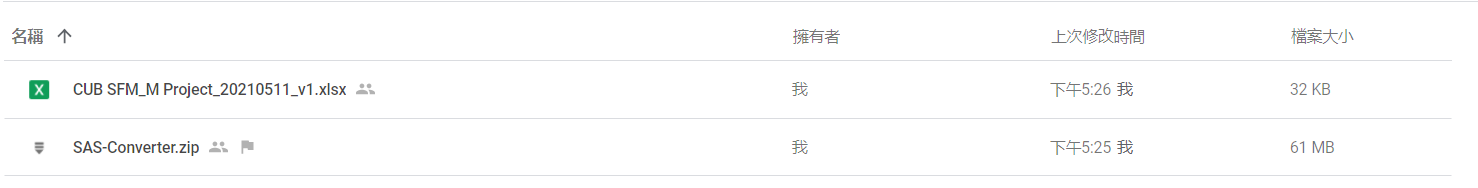 名稱 ↑ 擁有者 上次修改時間 檔案大小
CUB SFM_M Project_20210511_v1.xlsx 我 下午5:26 我 32 KB
SAS-Converter.zip 我 下午5:25 我 61 MB